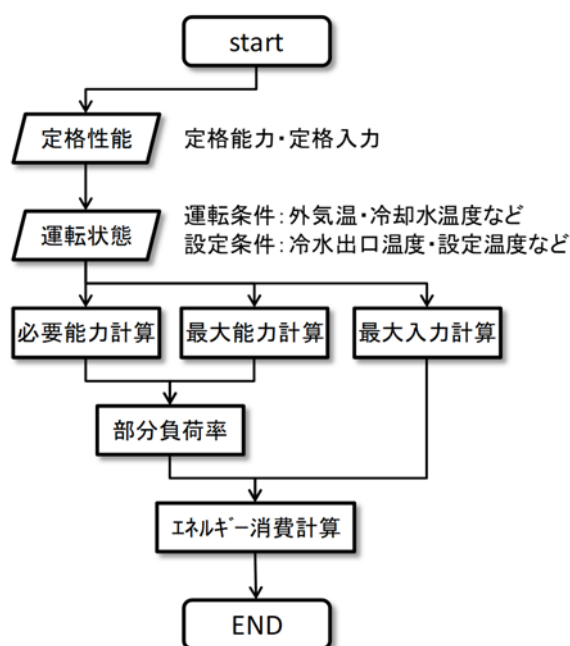 start
定格性能
定格能力・定格入力
運転状態
運転条件：外気温・冷却水温度など
設定条件：冷水出口温度・設定温度など
必要能力計算
最大能力計算
最大入力計算
部分負荷率
ｴﾈﾙｷﾞｰ消費計算
END